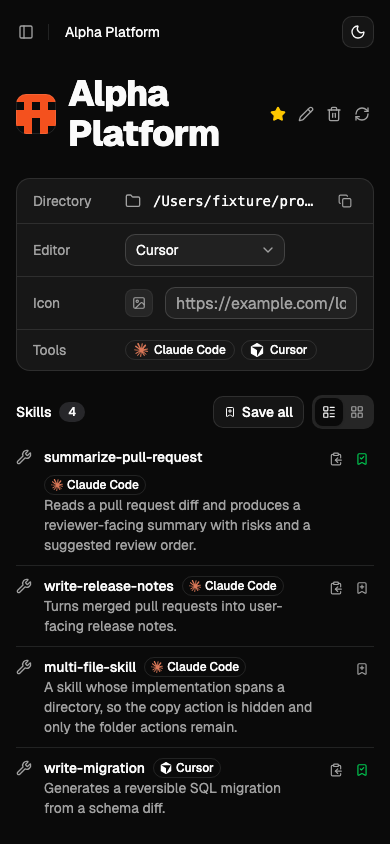 Alpha Platform
Alpha
Platform
Directory /Users/fixture/pro…
Editor Cursor
Icon https://example.com/lo
Tools Claude Code Cursor
Skills 4 Save all
summarize-pull-request
Claude Code
Reads a pull request diff and produces a
reviewer-facing summary with risks and a
suggested review order.
write-release-notes Claude Code
Turns merged pull requests into user-
facing release notes.
multi-file-skill Claude Code
A skill whose implementation spans a
directory, so the copy action is hidden and
only the folder actions remain.
write-migration Cursor
Generates a reversible SQL migration
from a schema diff.